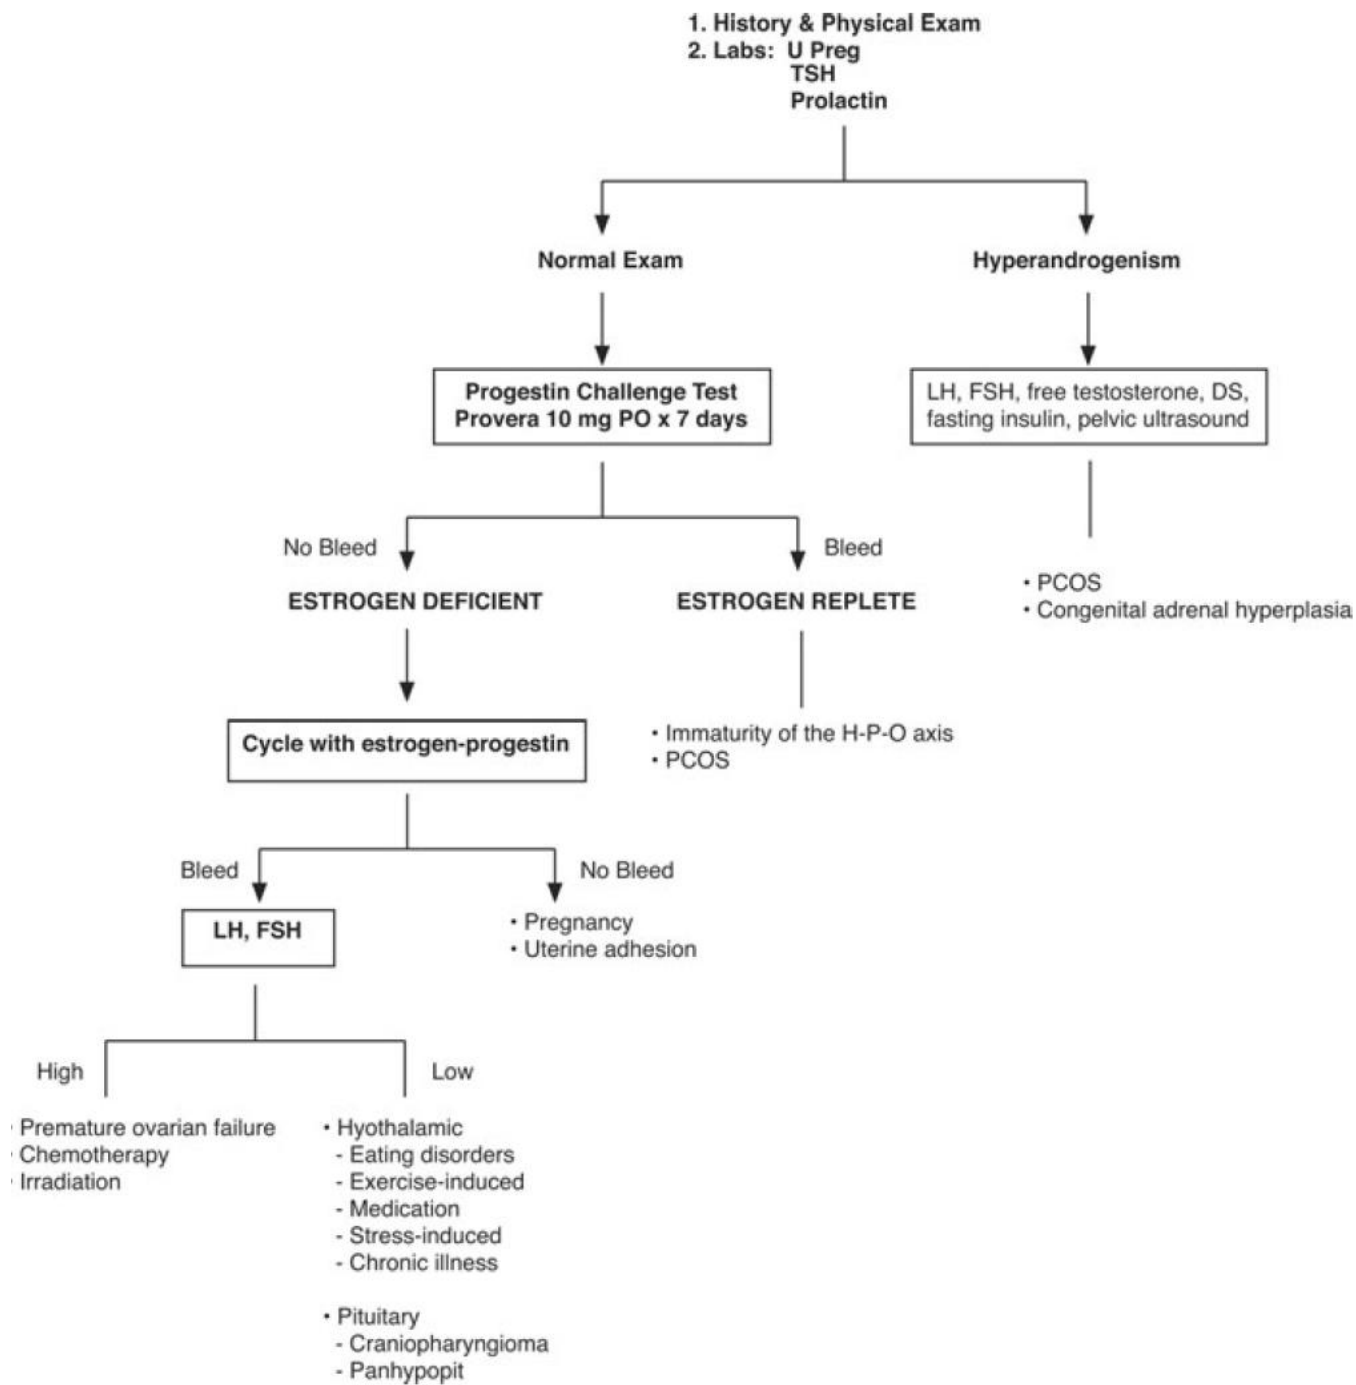 1. History & Physical Exam
2. Labs: U Preg
TSH
Prolactin
Normal Exam
Hyperandrogenism
Progestin Challenge Test
Provera 10 mg PO x 7 days
LH, FSH, free testosterone, DS,
fasting insulin, pelvic ultrasound
No Bleed
Bleed
ESTROGEN DEFICIENT
ESTROGEN REPLETE
• PCOS
• Congenital adrenal hyperplasia
Cycle with estrogen-progestin
• Immaturity of the H-P-O axis
• PCOS
Bleed
No Bleed
LH, FSH
• Pregnancy
• Uterine adhesion
High
Low
· Premature ovarian failure
· Chemotherapy
· Irradiation
• Hyothalamic
- Eating disorders
- Exercise-induced
- Medication
- Stress-induced
- Chronic illness
• Pituitary
- Craniopharyngioma
- Panhypopit